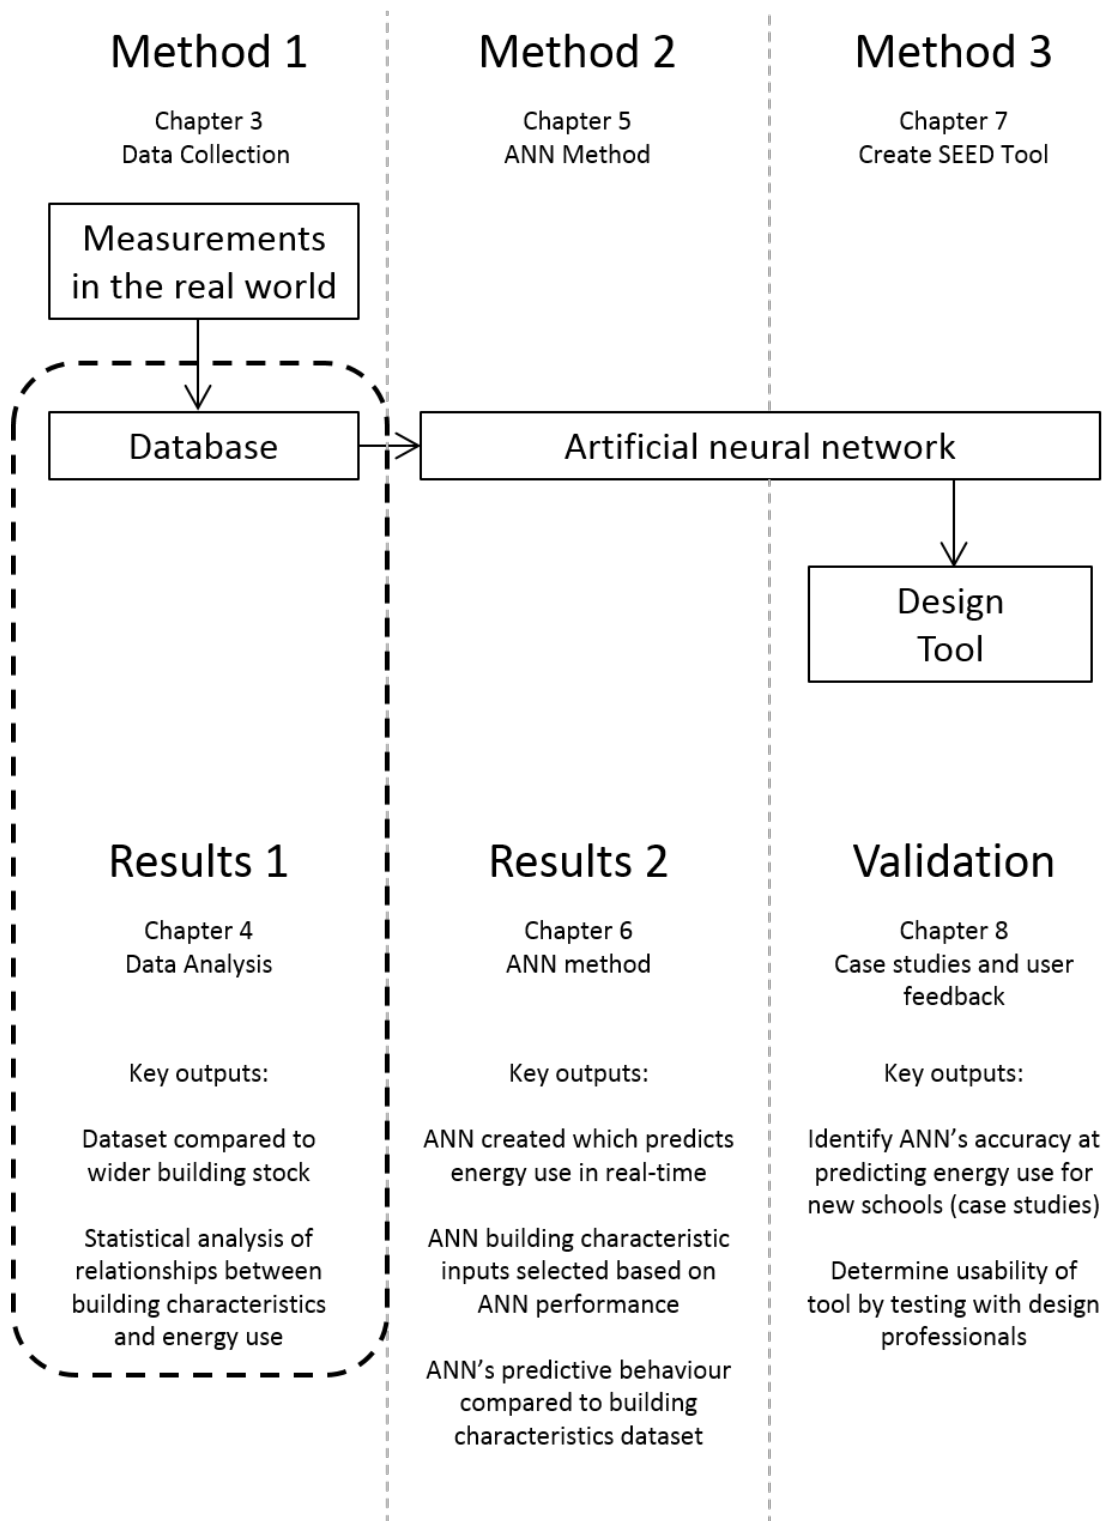 Method 1
Chapter 3
Data Collection
Measurements
in the real world
Database
Method 2
Chapter 5
ANN Method
Method 3
Chapter 7
Create SEED Tool
Artificial neural network
Design
Tool
Results 1
Chapter 4
Data Analysis
Key outputs:
Dataset compared to
wider building stock
Statistical analysis of
relationships between
building characteristics
and energy use
Results 2
Chapter 6
ANN method
Key outputs:
ANN created which predicts
energy use in real-time
ANN building characteristic
inputs selected based on
ANN performance
ANN's predictive behaviour
compared to building
characteristics dataset
Validation
Chapter 8
Case studies and user
feedback
Key outputs:
Identify ANN's accuracy at
predicting energy use for
new schools (case studies)
Determine usability of
tool by testing with design
professionals